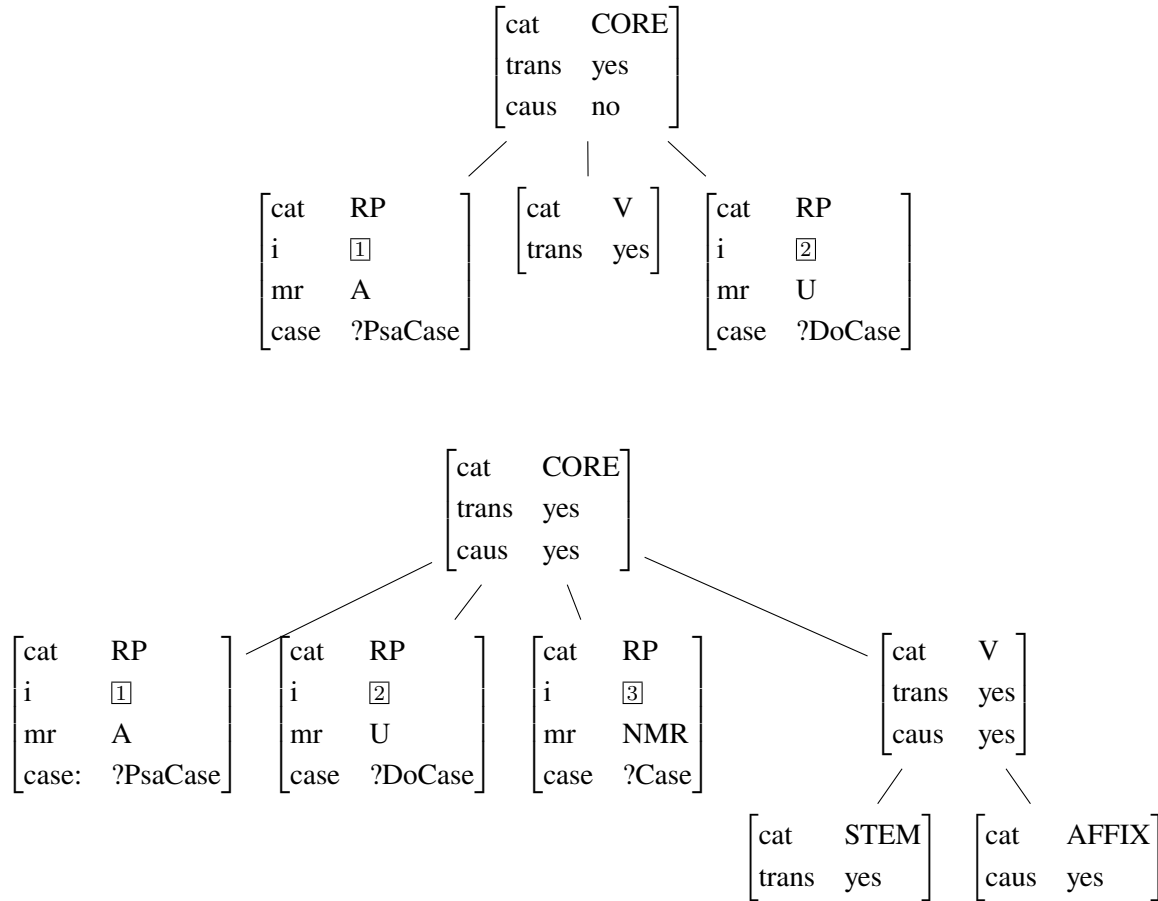 cat CORE
trans yes
caus no
cat RP cat V cat RP
i 1 trans yes i 2
mr A mr U
case ?PsaCase case ?DoCase
cat CORE
trans yes
caus yes
cat RP cat RP cat RP cat V
i 1 i 2 i 3 trans yes
mr A mr U mr NMR caus yes
case: ?PsaCase case ?DoCase case ?Case
cat STEM cat AFFIX
trans yes caus yes